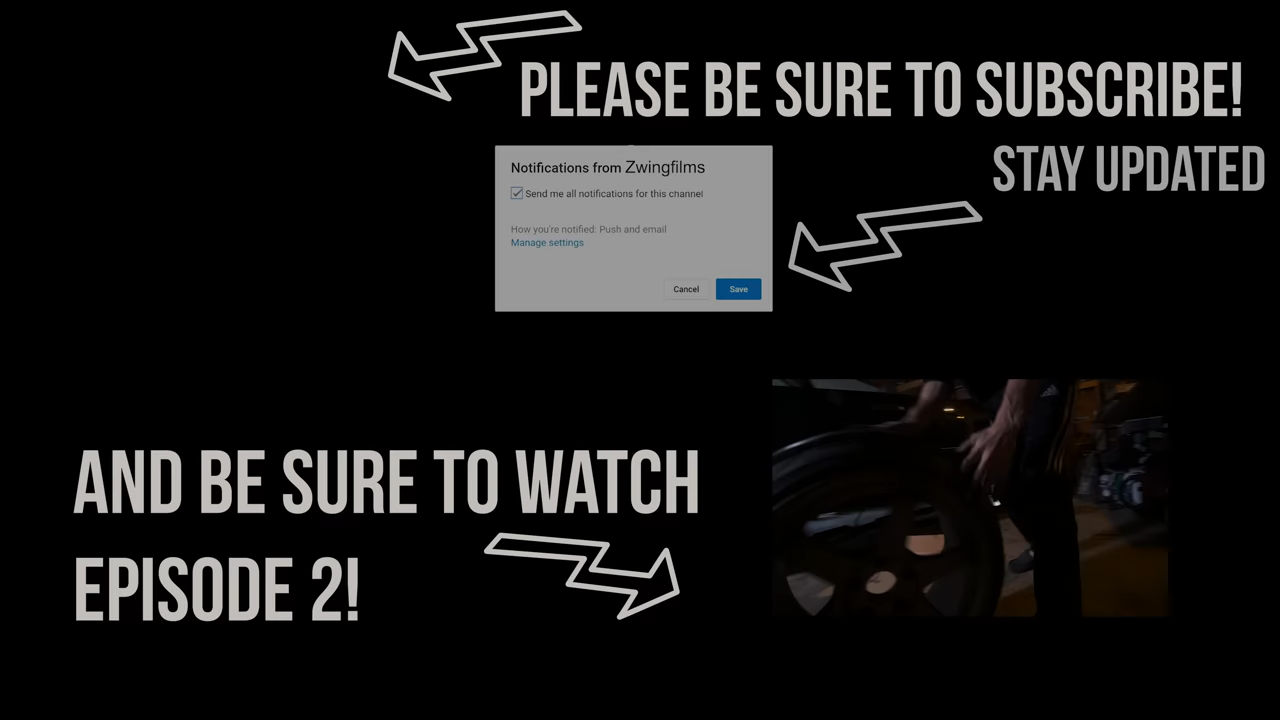 PLEASE BE SURE TO SUBSCRIBE!
STAY UPDATED
Notifications from Zwingfilms
Send me all notifications for this channel
How you're notified: Push and email
Manage settings
Cancel Save
AND BE SURE TO WATCH
EPISODE 2!